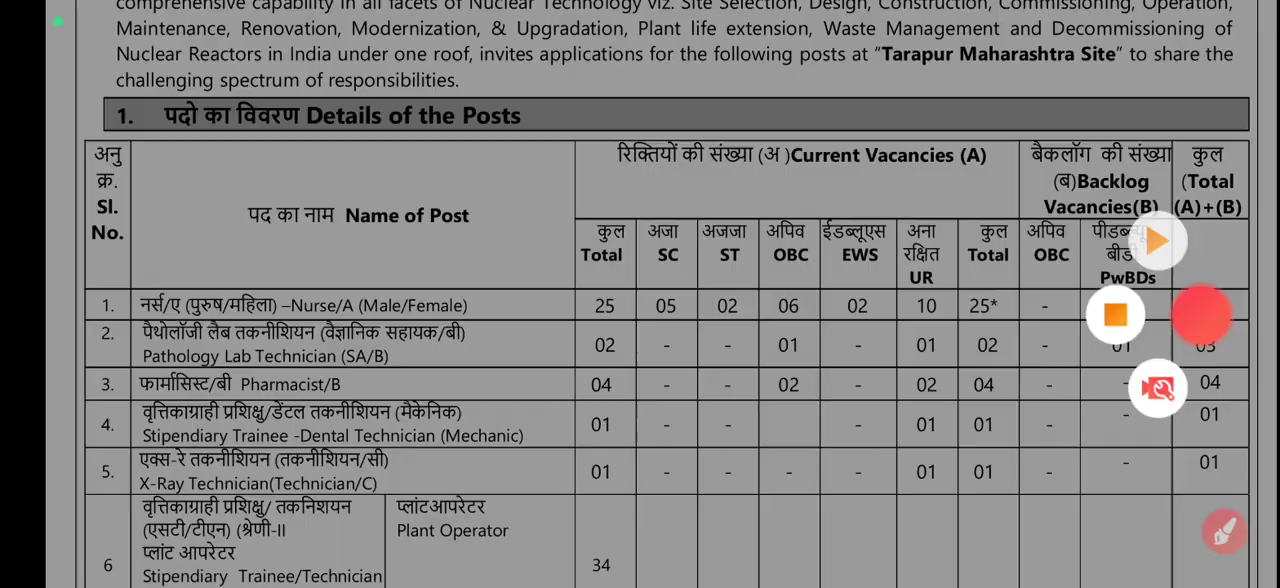 comprehensive capability in all facets of Nuclear Technology viz. Site Selection, Design, Construction, Commissioning, Operation,
Maintenance, Renovation, Modernization, & Upgradation, Plant life extension, Waste Management and Decommissioning of
Nuclear Reactors in India under one roof, invites applications for the following posts at “Tarapur Maharashtra Site” to share the
challenging spectrum of responsibilities.
1. पदो का विवरण Details of the Posts
अनु क्र. Sl. No.
पद का नाम Name of Post
रिक्तियों की संख्या (अ )Current Vacancies (A)
बैकलॉग की संख्या
(ब)Backlog
Vacancies(B)
कुल
(Total
(A)+(B)
कुल Total अजा SC अजजा ST अपिव OBC ईडब्लूएस EWS अना रक्षित UR कुल Total अपिव OBC बीडी PwBDs
1. नर्स/ए (पुरुष/महिला) –Nurse/A (Male/Female) 25 05 02 06 02 10 25* -
2. पैथोलॉजी लैब तकनीशियन (वैज्ञानिक सहायक/बी)
Pathology Lab Technician (SA/B) 02 - - 01 - 01 02 - 01 03
3. फार्मासिस्ट/बी Pharmacist/B 04 - - 02 - 02 04 - - 04
4. वृत्तिकाग्राही प्रशिक्षु/डेंटल तकनीशियन (मैकेनिक)
Stipendiary Trainee -Dental Technician (Mechanic) 01 - - - - 01 01 - - 01
5. एक्स-रे तकनीशियन (तकनीशियन/सी)
X-Ray Technician(Technician/C) 01 - - - - 01 01 - - 01
वृत्तिकाग्राही प्रशिक्षु/ तकनिशयन प्लांटआपरेटर
(एसटी/टीएन) (श्रेणी-II Plant Operator
प्लांट आपरेटर
6 34
Stipendiary Trainee/Technician